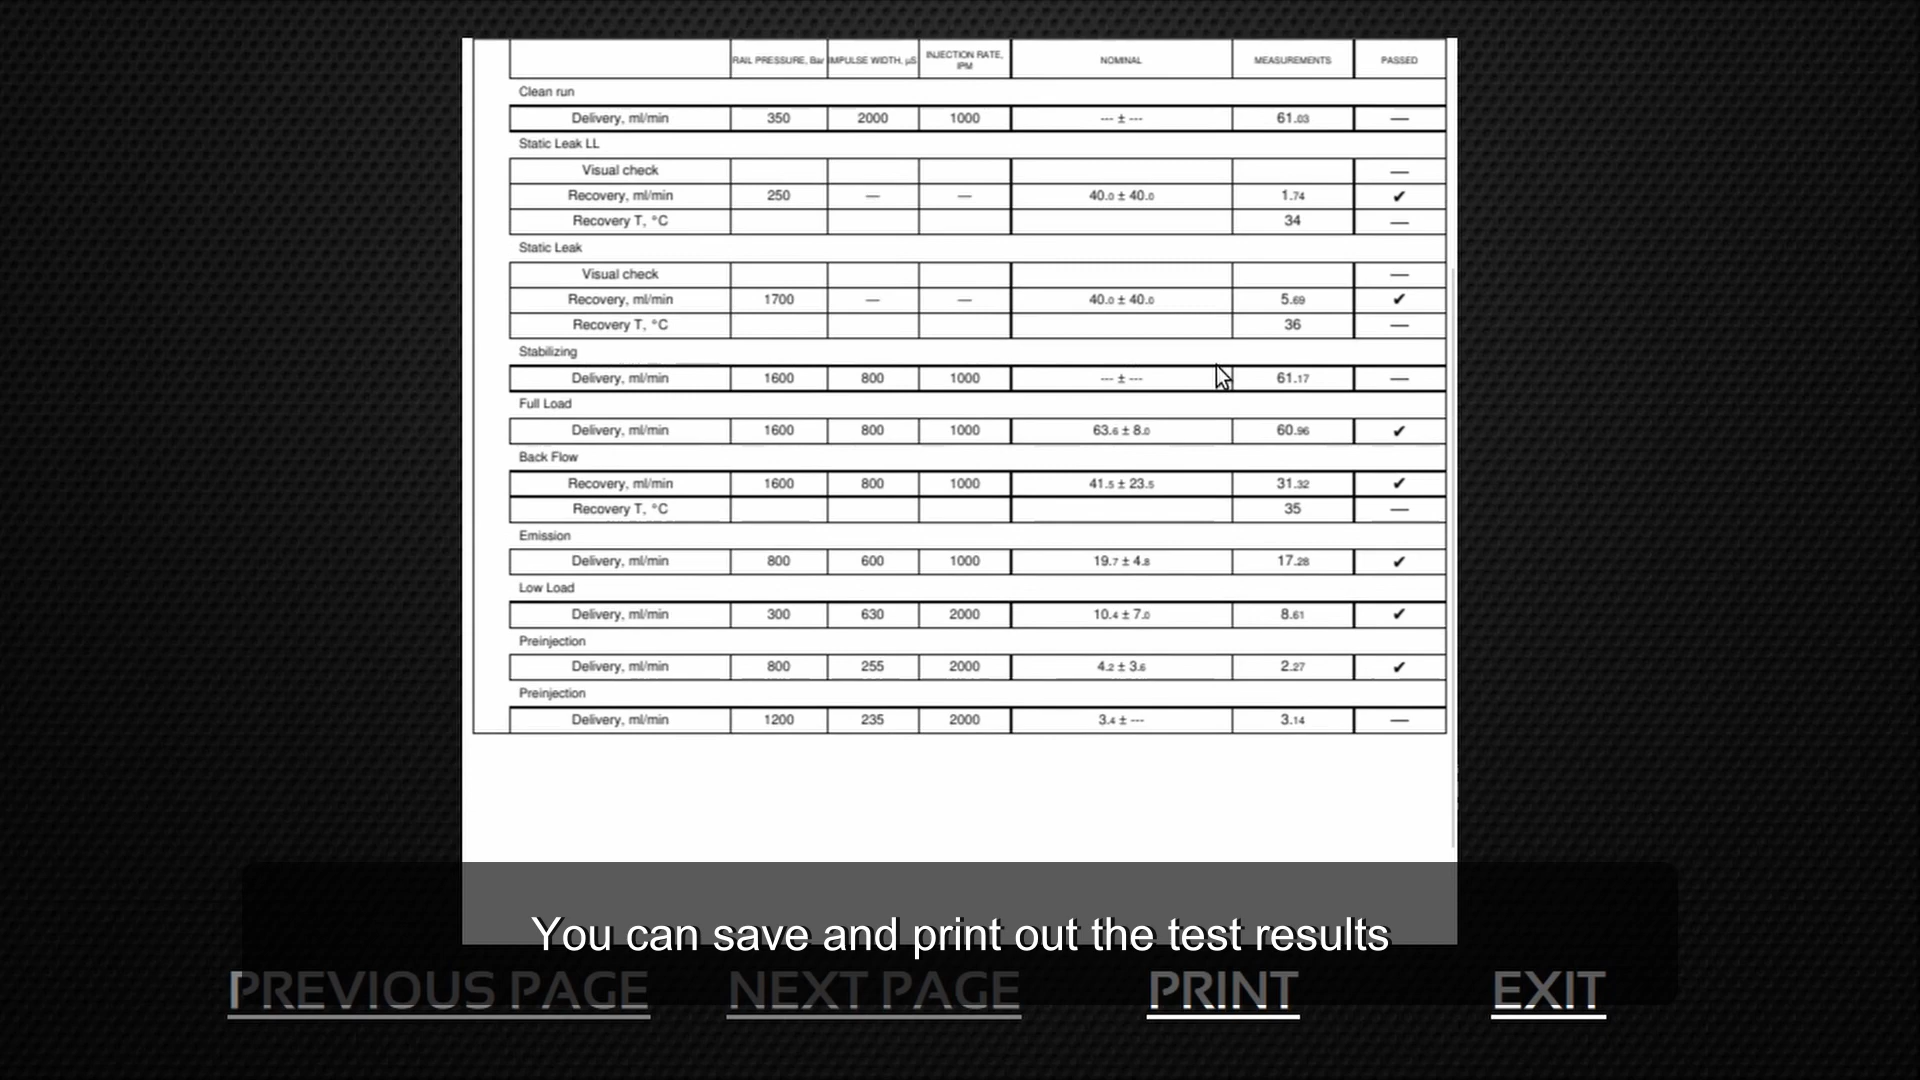 RAIL PRESSURE, Bar IMPULSE WIDTH, µS INJECTION RATE, IPM NOMINAL MEASUREMENTS PASSED
Clean run
Delivery, ml/min 350 2000 1000 --- ± --- 61.03 —
Static Leak LL
Visual check —
Recovery, ml/min 250 — — 40.0 ± 40.0 1.74 ✔
Recovery T, °C 34 —
Static Leak
Visual check —
Recovery, ml/min 1700 — — 40.0 ± 40.0 5.69 ✔
Recovery T, °C 36 —
Stabilizing
Delivery, ml/min 1600 800 1000 --- ± --- 61.17 —
Full Load
Delivery, ml/min 1600 800 1000 63.6 ± 8.0 60.96 ✔
Back Flow
Recovery, ml/min 1600 800 1000 41.5 ± 23.5 31.32 ✔
Recovery T, °C 35 —
Emission
Delivery, ml/min 800 600 1000 19.7 ± 4.8 17.28 ✔
Low Load
Delivery, ml/min 300 630 2000 10.4 ± 7.0 8.61 ✔
Preinjection
Delivery, ml/min 800 255 2000 4.2 ± 3.6 2.27 ✔
Preinjection
Delivery, ml/min 1200 235 2000 3.4 ± --- 3.14 —
You can save and print out the test results
PREVIOUS PAGE NEXT PAGE PRINT EXIT